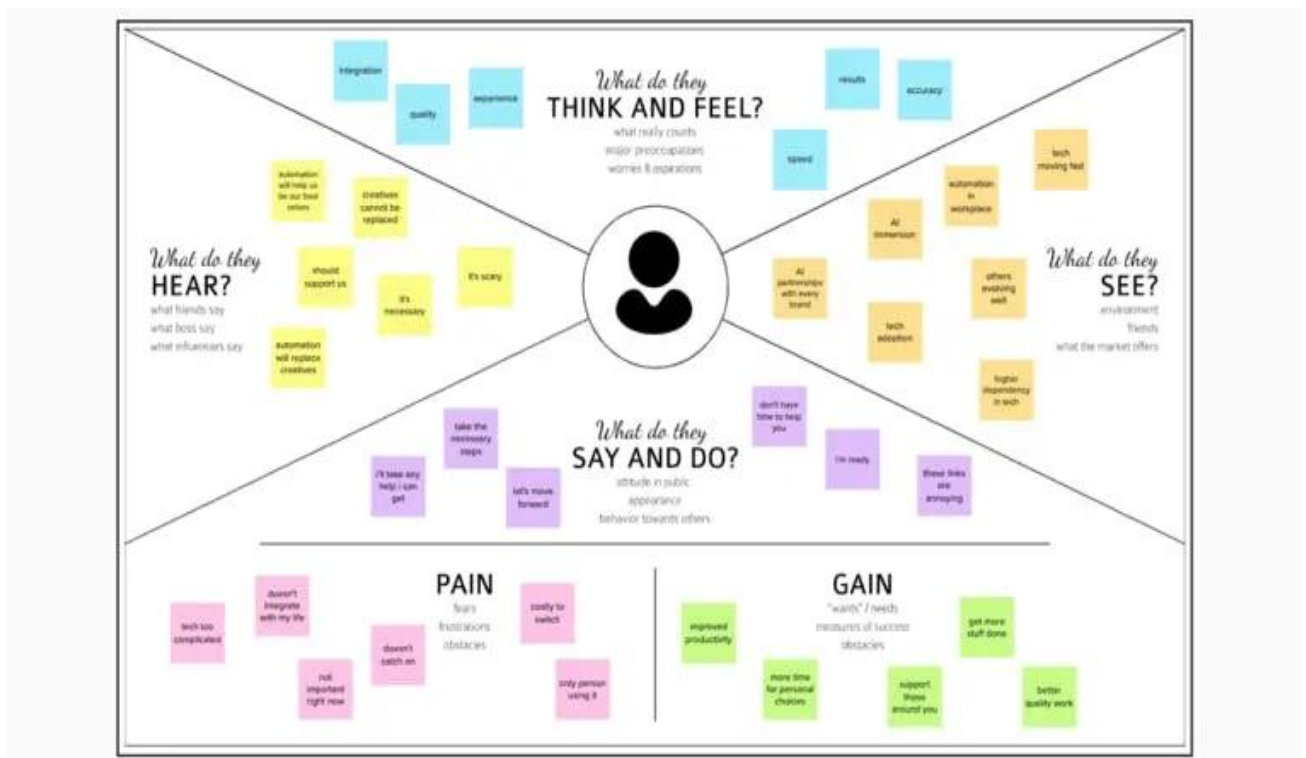 What do they
THINK AND FEEL?
what really counts
major preoccupations
worries & aspirations
integration
quality
experience
results
accuracy
speed
What do they
HEAR?
what friends say
what boss say
what influencers say
automation
will help us
be our best
selves
creatives
cannot be
replaced
should
support us
it's
necessary
it's scary
automation
will replace
creatives
What do they
SEE?
environment
friends
what the market offers
tech
moving fast
automation
in
workplace
AI
immersion
AI
partnerships
with every
brand
others
evolving
well
tech
adoption
higher
dependency
in tech
What do they
SAY AND DO?
attitude in public
appearance
behavior towards others
take the
necessary
steps
i'll take any
help i can
get
let's move
forward
don't have
time to help
you
i'm ready
these links
are
annoying
PAIN
fears
frustrations
obstacles
tech too
complicated
doesn't
integrate
with my life
not
important
right now
doesn't
catch on
costly to
switch
only person
using it
GAIN
"wants" / needs
measures of success
obstacles
improved
productivity
more time
for personal
choices
support
those
around you
get more
stuff done
better
quality work